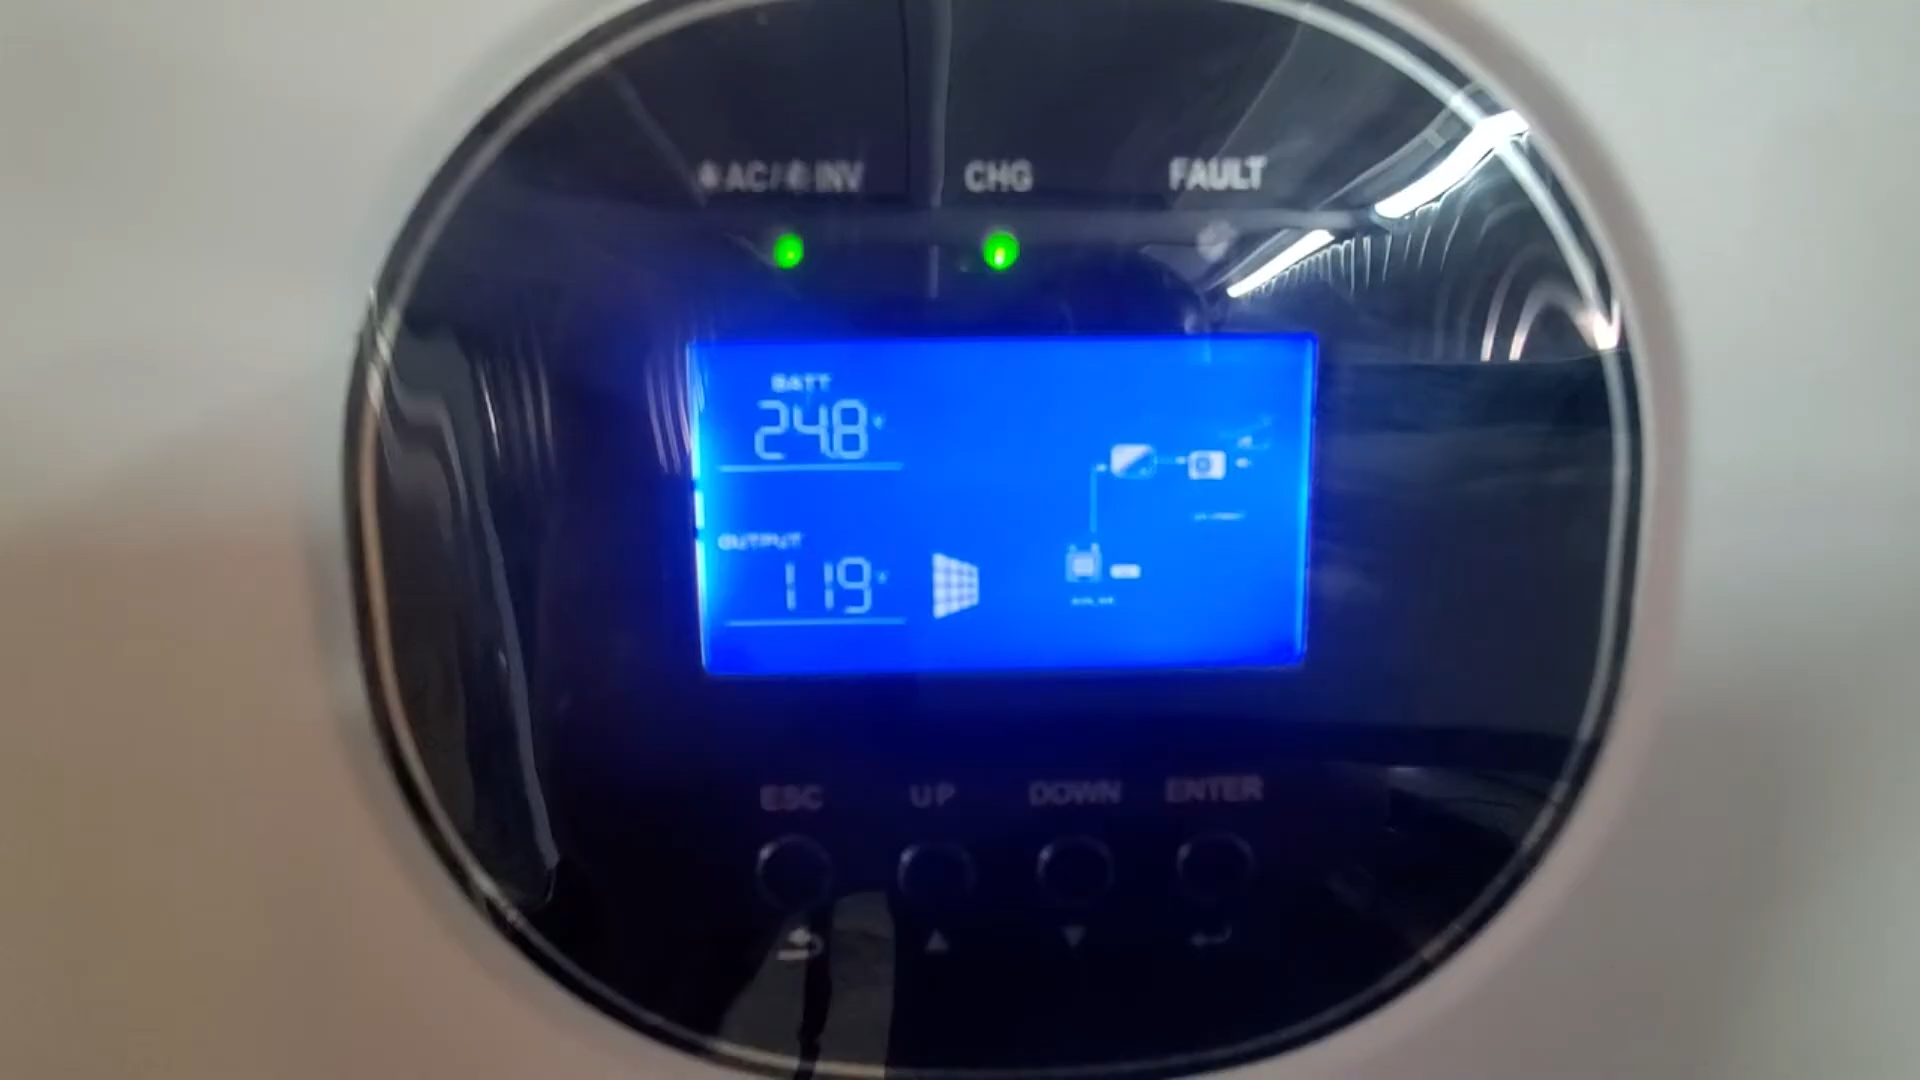 AC/ INV CHG FAULT
BATT
24.8 V
OUTPUT
119 V
ESC UP DOWN ENTER